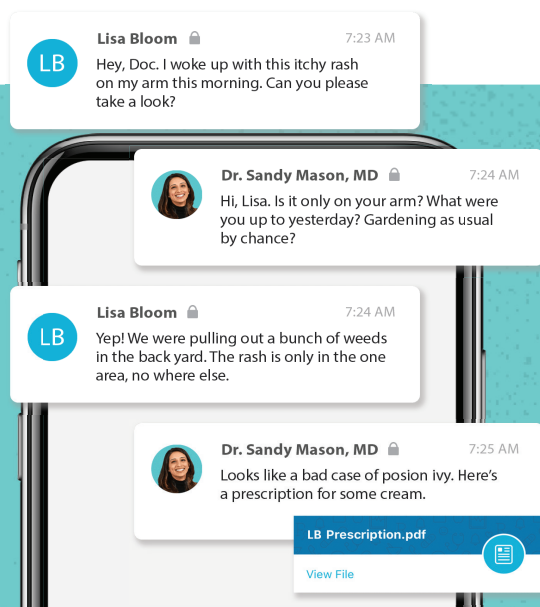 Lisa Bloom 7:23 AM
LB
Hey, Doc. I woke up with this itchy rash
on my arm this morning. Can you please
take a look?
Dr. Sandy Mason, MD 7:24 AM
Hi, Lisa. Is it only on your arm? What were
you up to yesterday? Gardening as usual
by chance?
Lisa Bloom 7:24 AM
LB
Yep! We were pulling out a bunch of weeds
in the back yard. The rash is only in the one
area, no where else.
Dr. Sandy Mason, MD 7:25 AM
Looks like a bad case of posion ivy. Here’s
a prescription for some cream.
LB Prescription.pdf
View File